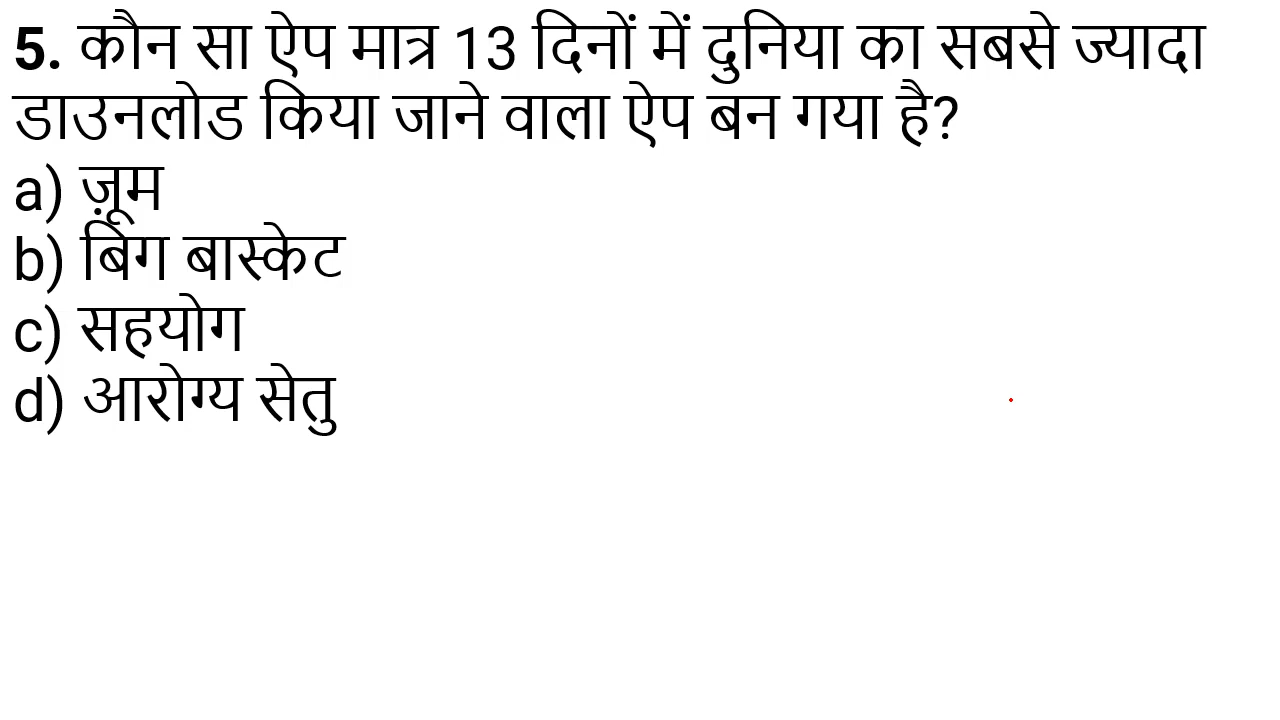 5. कौन सा ऐप मात्र 13 दिनों में दुनिया का सबसे ज्यादा
डाउनलोड किया जाने वाला ऐप बन गया है?
a) ज़ूम
b) बिग बास्केट
c) सहयोग
d) आरोग्य सेतु